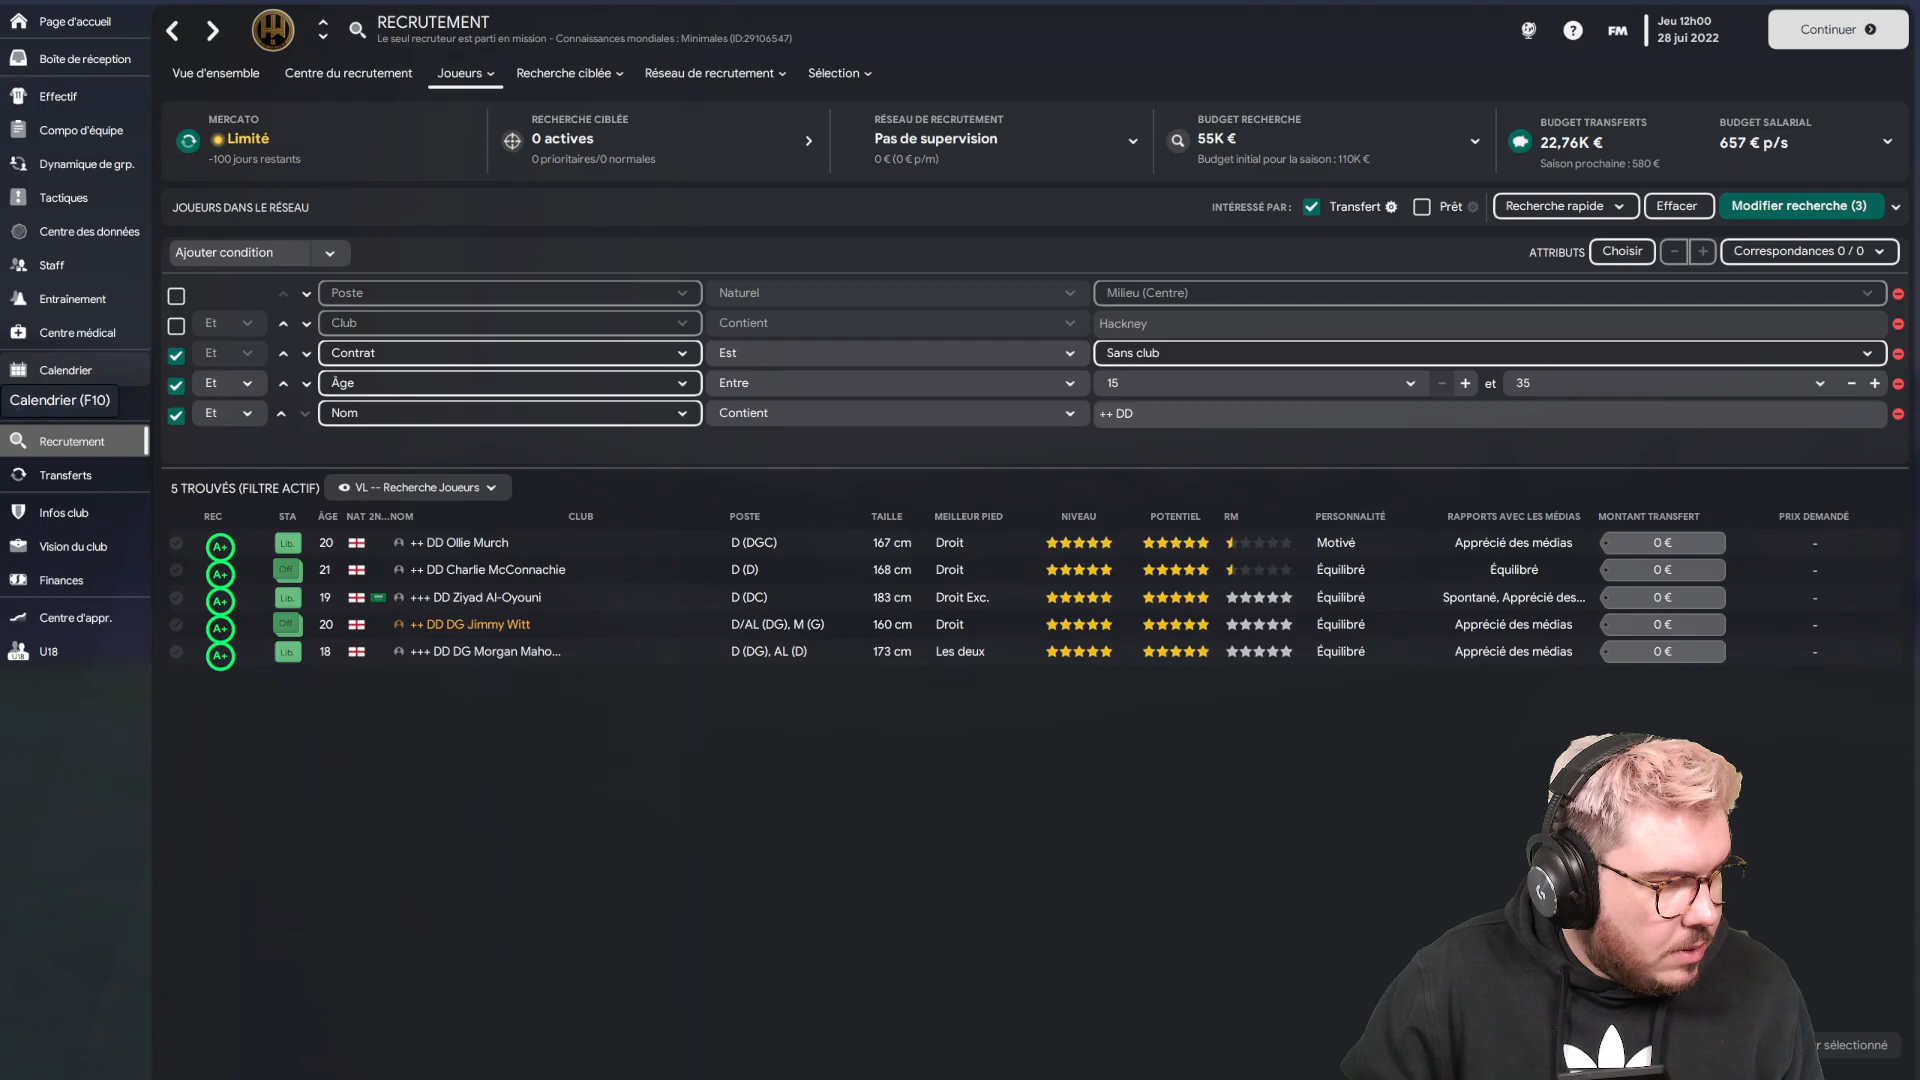 Page d'accueil
Boîte de réception
Effectif
Compo d'équipe
Dynamique de grp.
Tactiques
Centre des données
Staff
Entraînement
Centre médical
Calendrier
Calendrier (F10)
Recrutement
Transferts
Infos club
Vision du club
Finances
Centre d'appr.
U18
U18
RECRUTEMENT
Le seul recruteur est parti en mission - Connaissances mondiales : Minimales (ID:29106547)
FM
Jeu 12h00
28 jui 2022
Continuer
Vue d'ensemble Centre du recrutement Joueurs Recherche ciblée Réseau de recrutement Sélection
MERCATO
Limité
-100 jours restants
RECHERCHE CIBLÉE
0 actives
0 prioritaires/0 normales
RÉSEAU DE RECRUTEMENT
Pas de supervision
0 € (0 € p/m)
BUDGET RECHERCHE
55K €
Budget initial pour la saison : 110K €
BUDGET TRANSFERTS
22,76K €
Saison prochaine : 580 €
BUDGET SALARIAL
657 € p/s
JOUEURS DANS LE RÉSEAU INTÉRESSÉ PAR : Transfert Prêt Recherche rapide Effacer Modifier recherche (3)
Ajouter condition ATTRIBUTS Choisir - + Correspondances 0 / 0
Poste Naturel Milieu (Centre)
Et Club Contient Hackney
Et Contrat Est Sans club
Et Âge Entre 15 - + et 35 - +
Et Nom Contient ++ DD
5 TROUVÉS (FILTRE ACTIF) VL -- Recherche Joueurs
REC STA ÂGE NAT 2N... NOM CLUB POSTE TAILLE MEILLEUR PIED NIVEAU POTENTIEL RM PERSONNALITÉ RAPPORTS AVEC LES MÉDIAS MONTANT TRANSFERT PRIX DEMANDÉ
A+ Lib. 20 ++ DD Ollie Murch D (DGC) 167 cm Droit Motivé Apprécié des médias 0 € -
A+ Off 21 ++ DD Charlie McConnachie D (D) 168 cm Droit Équilibré Équilibré 0 € -
A+ Lib. 19 +++ DD Ziyad Al-Oyouni D (DC) 183 cm Droit Exc. Équilibré Spontané, Apprécié des... 0 € -
A+ Off 20 ++ DD DG Jimmy Witt D/AL (DG), M (G) 160 cm Droit Équilibré Apprécié des médias 0 € -
A+ Lib. 18 +++ DD DG Morgan Maho... D (DG), AL (D) 173 cm Les deux Équilibré Apprécié des médias 0 € -
r sélectionné